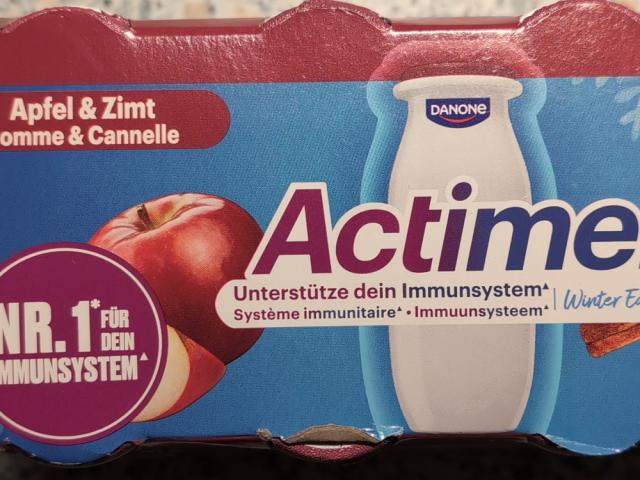 Apfel & Zimt
omme & Cannelle
DANONE
Actime
Unterstütze dein Immunsystem▲
Système immunitaire▲ · Immuunsysteem▲
Winter
NR. 1* FÜR
DEIN
MMUNSYSTEM▲